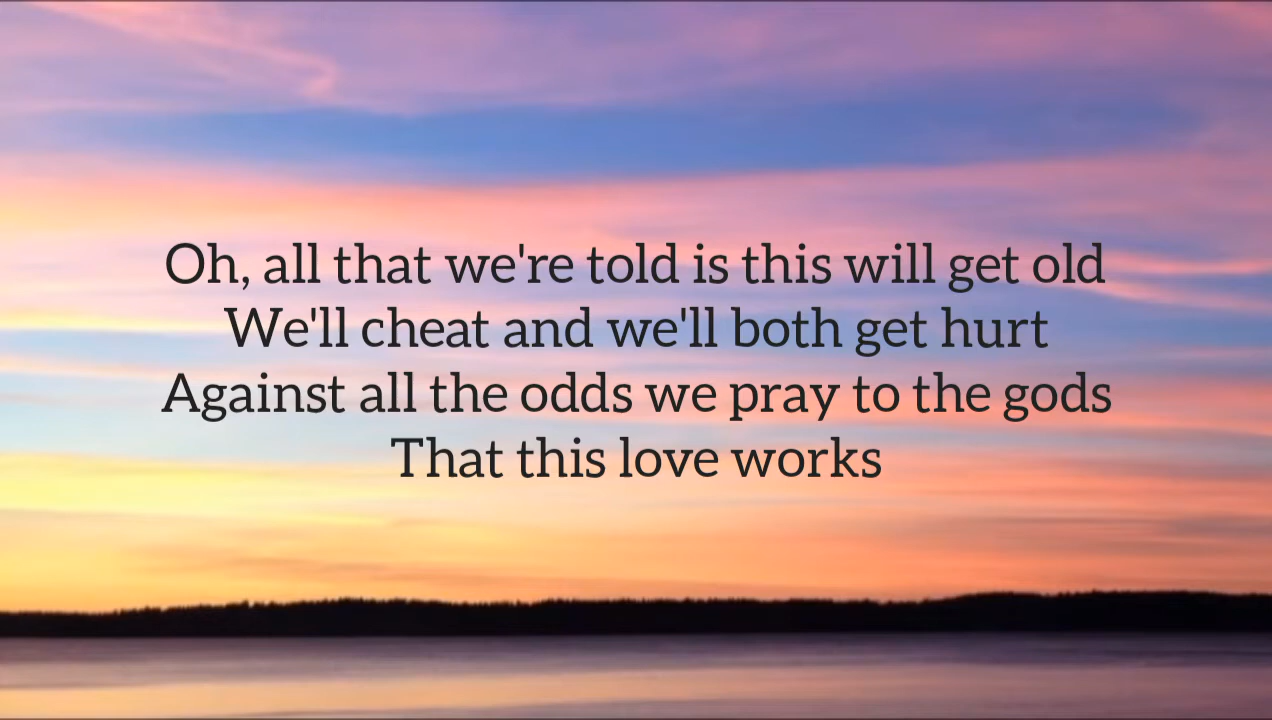 Oh, all that we're told is this will get old
We'll cheat and we'll both get hurt
Against all the odds we pray to the gods
That this love works